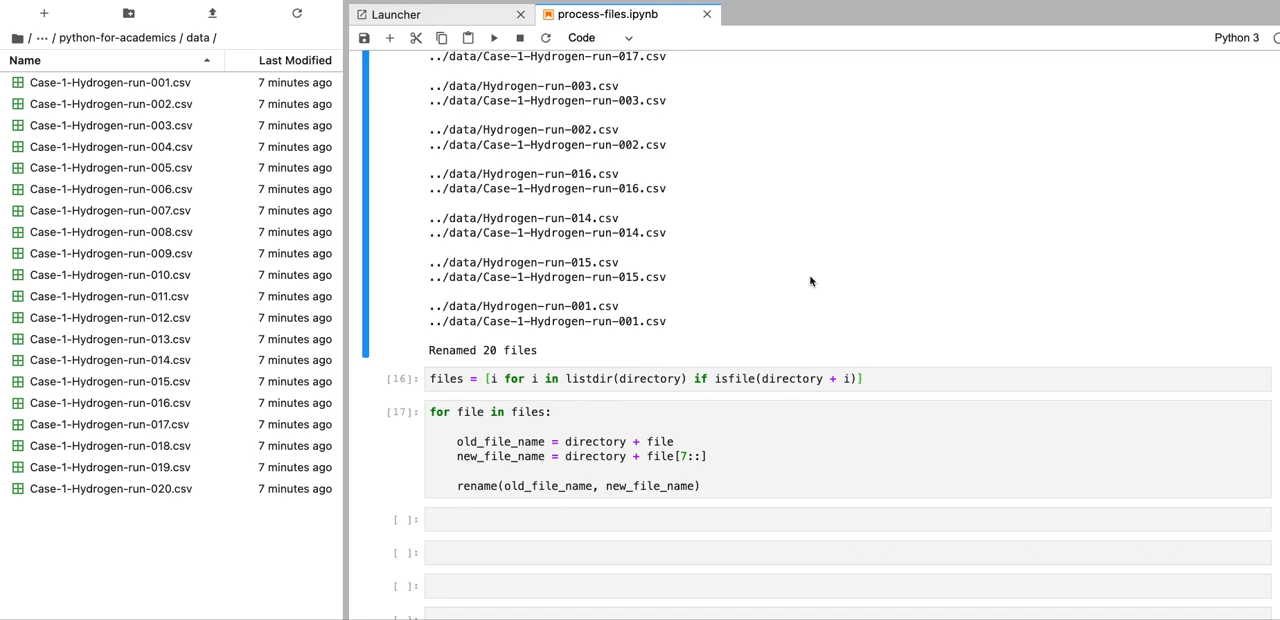 Launcher
process-files.ipynb
/ ··· / python-for-academics / data /
Code
Python 3
Name
Last Modified
Case-1-Hydrogen-run-001.csv 7 minutes ago
Case-1-Hydrogen-run-002.csv 7 minutes ago
Case-1-Hydrogen-run-003.csv 7 minutes ago
Case-1-Hydrogen-run-004.csv 7 minutes ago
Case-1-Hydrogen-run-005.csv 7 minutes ago
Case-1-Hydrogen-run-006.csv 7 minutes ago
Case-1-Hydrogen-run-007.csv 7 minutes ago
Case-1-Hydrogen-run-008.csv 7 minutes ago
Case-1-Hydrogen-run-009.csv 7 minutes ago
Case-1-Hydrogen-run-010.csv 7 minutes ago
Case-1-Hydrogen-run-011.csv 7 minutes ago
Case-1-Hydrogen-run-012.csv 7 minutes ago
Case-1-Hydrogen-run-013.csv 7 minutes ago
Case-1-Hydrogen-run-014.csv 7 minutes ago
Case-1-Hydrogen-run-015.csv 7 minutes ago
Case-1-Hydrogen-run-016.csv 7 minutes ago
Case-1-Hydrogen-run-017.csv 7 minutes ago
Case-1-Hydrogen-run-018.csv 7 minutes ago
Case-1-Hydrogen-run-019.csv 7 minutes ago
Case-1-Hydrogen-run-020.csv 7 minutes ago
../data/Case-1-Hydrogen-run-017.csv
../data/Hydrogen-run-003.csv
../data/Case-1-Hydrogen-run-003.csv
../data/Hydrogen-run-002.csv
../data/Case-1-Hydrogen-run-002.csv
../data/Hydrogen-run-016.csv
../data/Case-1-Hydrogen-run-016.csv
../data/Hydrogen-run-014.csv
../data/Case-1-Hydrogen-run-014.csv
../data/Hydrogen-run-015.csv
../data/Case-1-Hydrogen-run-015.csv
../data/Hydrogen-run-001.csv
../data/Case-1-Hydrogen-run-001.csv
Renamed 20 files
[16]: files = [i for i in listdir(directory) if isfile(directory + i)]
[17]: for file in files:
old_file_name = directory + file
new_file_name = directory + file[7::]
rename(old_file_name, new_file_name)
[ ]:
[ ]:
[ ]:
[ ]: